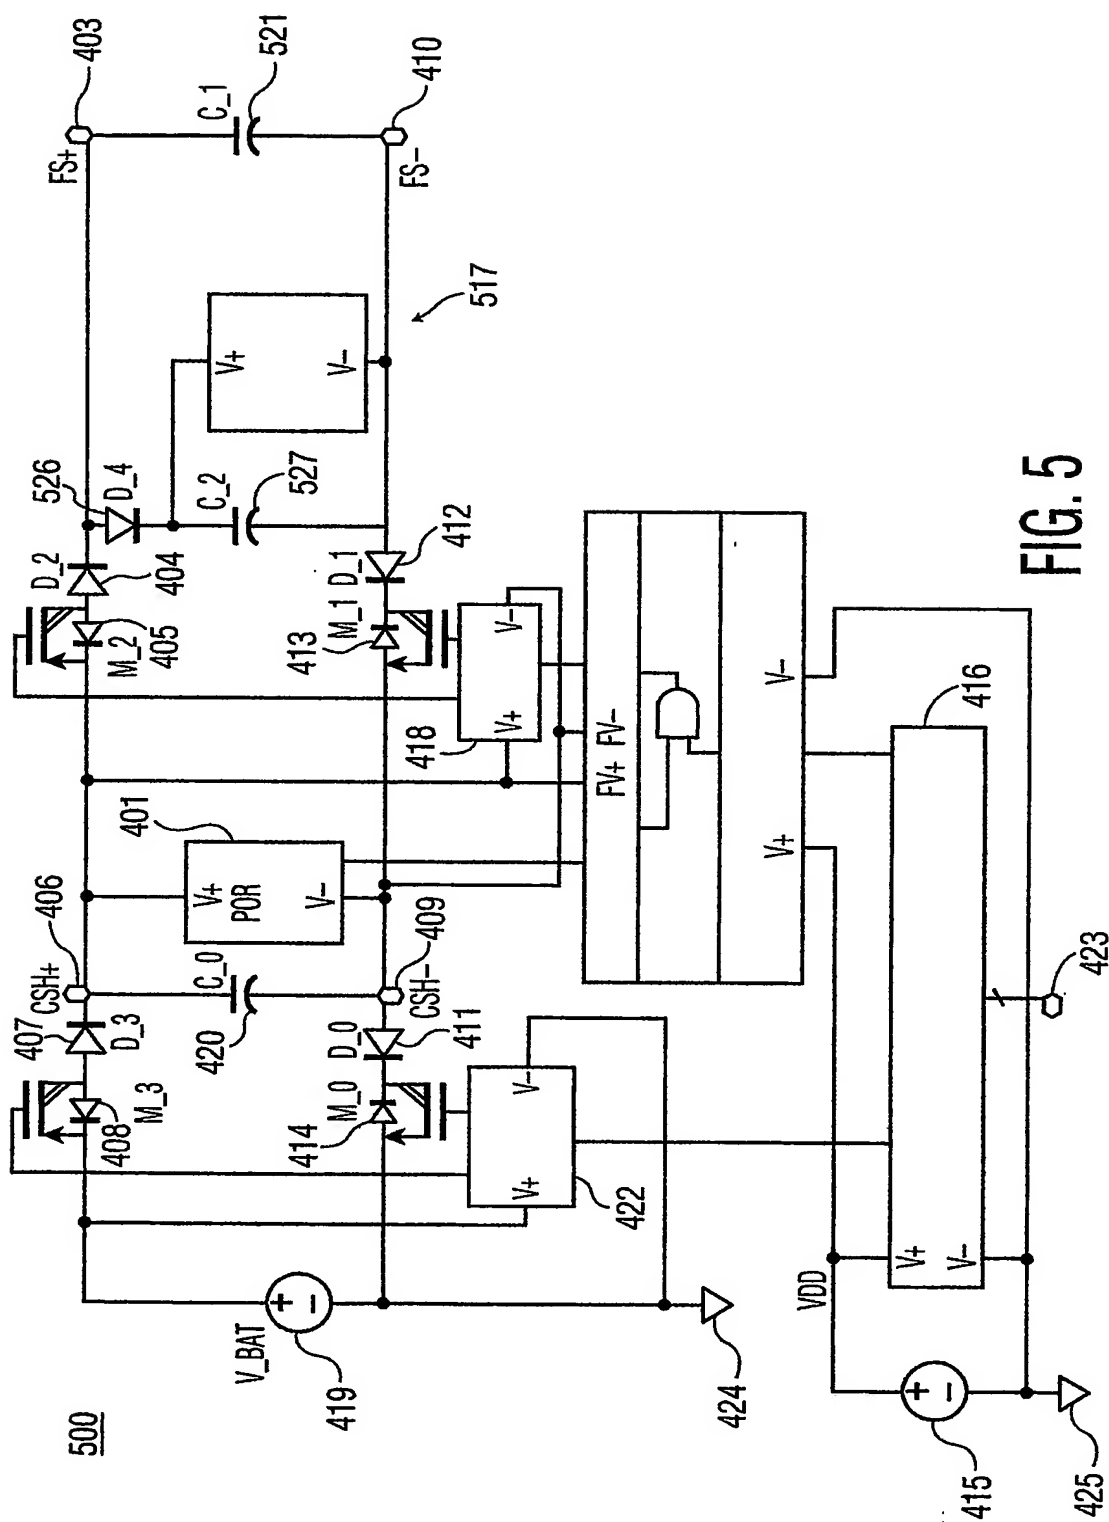 500
V_BAT
419
424
408
M_3
407
D_3
CSH+
406
C_0
420
CSH–
409
D_0
411
M_0
414
V+
V–
422
401
V+
POR
V–
M_2
405
D_2
404
526
D_4
C_2
527
V+
V–
517
FS+
403
C_1
521
FS–
410
D_1
412
M_1
413
V+
V–
418
FV+
FV–
V+
V–
416
V+
V–
VDD
415
425
423
FIG. 5